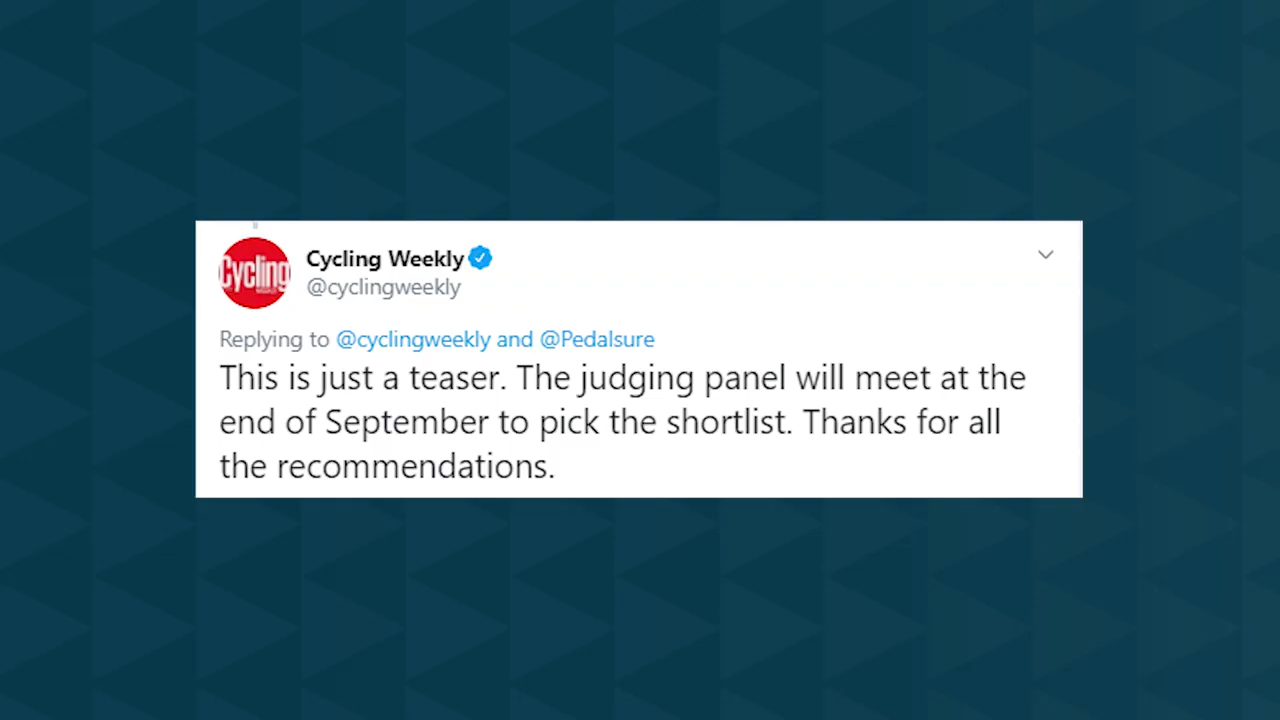 Cycling
Cycling Weekly
@cyclingweekly
Replying to @cyclingweekly and @Pedalsure
This is just a teaser. The judging panel will meet at the
end of September to pick the shortlist. Thanks for all
the recommendations.